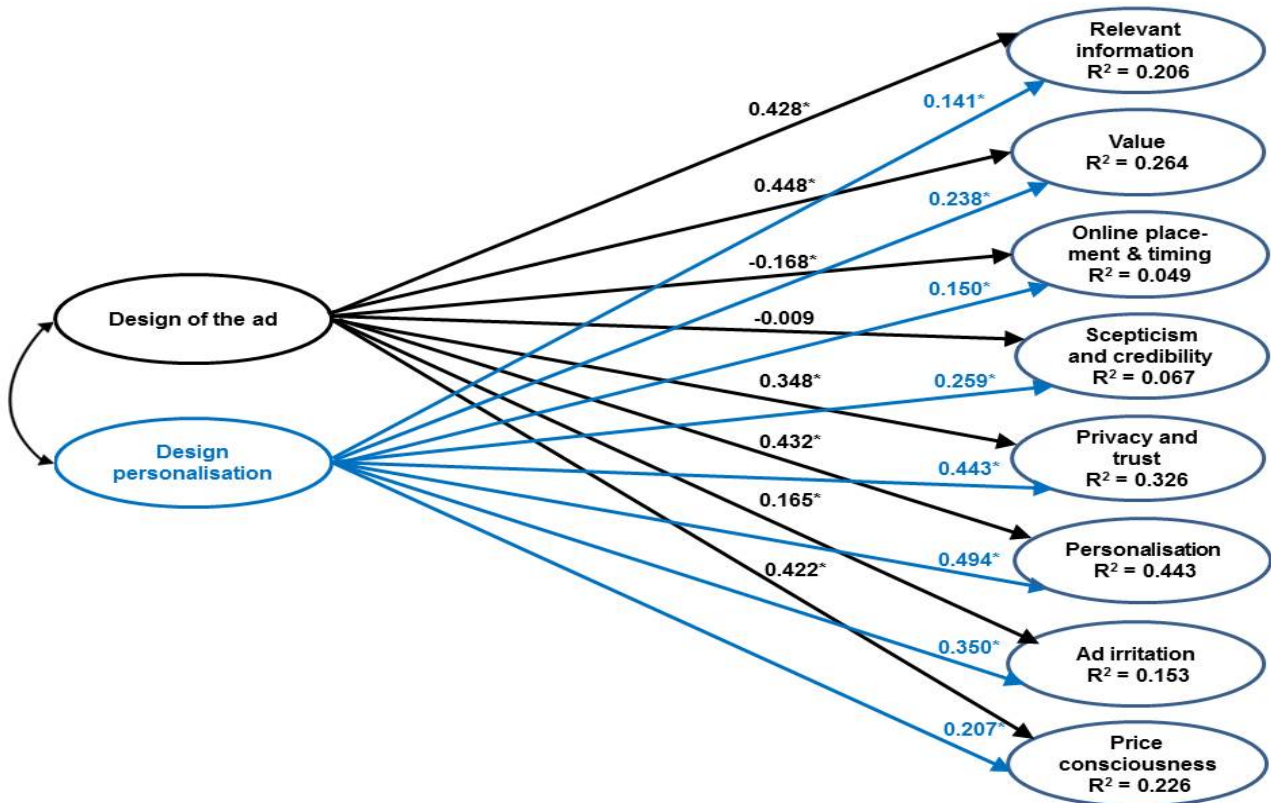 Relevant
information
R² = 0.206
0.428*
0.141*
Value
R² = 0.264
0.448*
0.238*
Online place-
ment & timing
R² = 0.049
-0.168*
0.150*
Design of the ad
-0.009
Scepticism
and credibility
R² = 0.067
0.348*
0.259*
Design
personalisation
0.432*
0.443*
Privacy and
trust
R² = 0.326
0.165*
0.494*
Personalisation
R² = 0.443
0.422*
0.350*
Ad irritation
R² = 0.153
0.207*
Price
consciousness
R² = 0.226